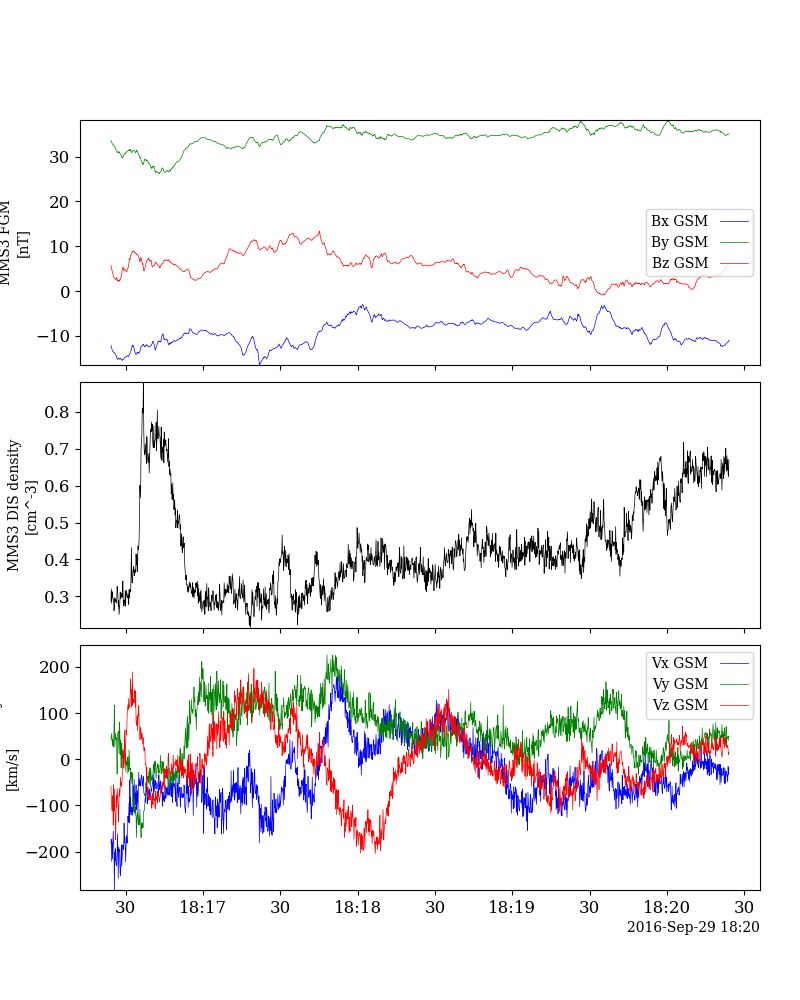 MMS3 FGM
[nT]
30
20
10
0
−10
Bx GSM
By GSM
Bz GSM
MMS3 DIS density
[cm^-3]
0.8
0.7
0.6
0.5
0.4
0.3
[km/s]
200
100
0
−100
−200
Vx GSM
Vy GSM
Vz GSM
30 18:17 30 18:18 30 18:19 30 18:20 30
2016-Sep-29 18:20